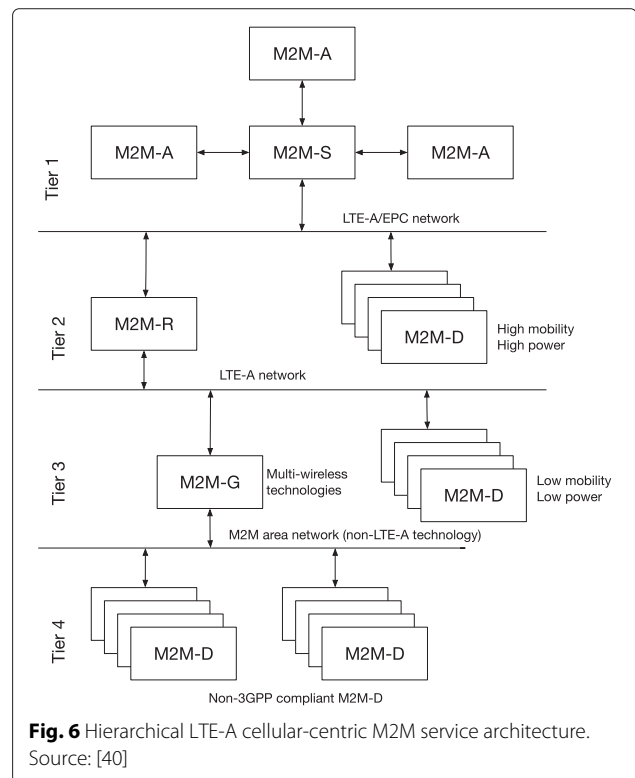 M2M-A
Tier 1
M2M-A
M2M-S
M2M-A
LTE-A/EPC network
Tier 2
M2M-R
M2M-D
High mobility
High power
LTE-A network
Tier 3
M2M-G
Multi-wireless
technologies
M2M-D
Low mobility
Low power
M2M area network (non-LTE-A technology)
Tier 4
M2M-D
M2M-D
Non-3GPP compliant M2M-D
Fig. 6 Hierarchical LTE-A cellular-centric M2M service architecture.
Source: [40]